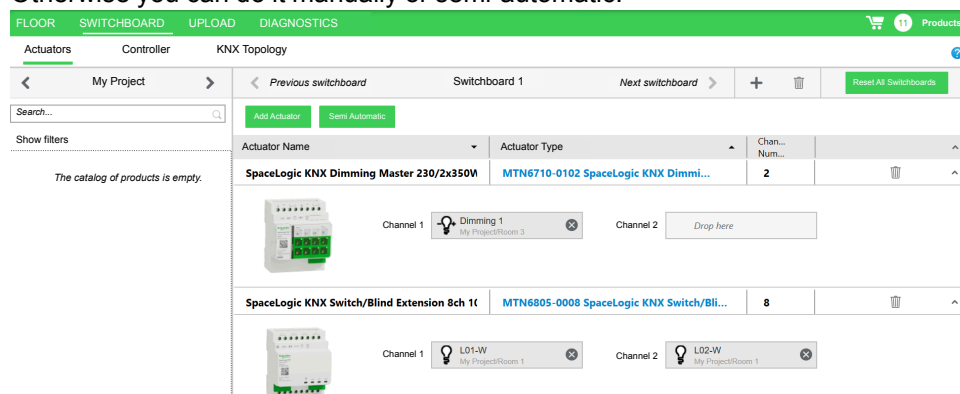 Otherwise you can do it manually or semi automatic.
FLOOR SWITCHBOARD UPLOAD DIAGNOSTICS 11 Products
Actuators Controller KNX Topology ?
My Project Previous switchboard Switchboard 1 Next switchboard + Reset All Switchboards
Search...
Add Actuator Semi Automatic
Show filters
Actuator Name Actuator Type Chan...
Num...
The catalog of products is empty.
SpaceLogic KNX Dimming Master 230/2x350W MTN6710-0102 SpaceLogic KNX Dimmi... 2
Channel 1 Dimming 1
My Project/Room 3
Channel 2 Drop here
SpaceLogic KNX Switch/Blind Extension 8ch 10 MTN6805-0008 SpaceLogic KNX Switch/Bli... 8
Channel 1 L01-W
My Project/Room 1
Channel 2 L02-W
My Project/Room 1